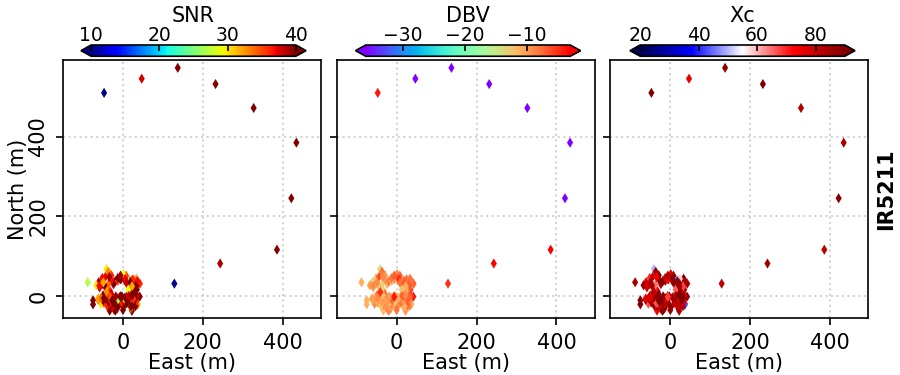 SNR DBV Xc
10 20 30 40 −30 −20 −10 20 40 60 80
North (m)
400
200
0
IR5211
0 200 400 0 200 400 0 200 400
East (m) East (m) East (m)